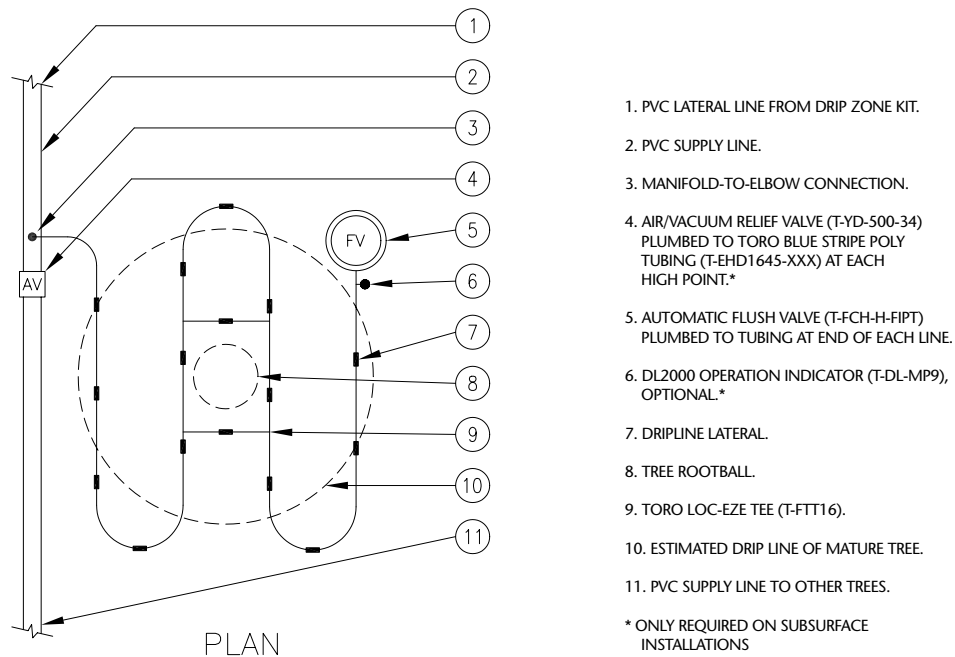 1
2
3
4
5
6
7
8
9
10
11
AV
FV
PLAN
1. PVC LATERAL LINE FROM DRIP ZONE KIT.
2. PVC SUPPLY LINE.
3. MANIFOLD-TO-ELBOW CONNECTION.
4. AIR/VACUUM RELIEF VALVE (T-YD-500-34)
PLUMBED TO TORO BLUE STRIPE POLY
TUBING (T-EHD1645-XXX) AT EACH
HIGH POINT.*
5. AUTOMATIC FLUSH VALVE (T-FCH-H-FIPT)
PLUMBED TO TUBING AT END OF EACH LINE.
6. DL2000 OPERATION INDICATOR (T-DL-MP9),
OPTIONAL.*
7. DRIPLINE LATERAL.
8. TREE ROOTBALL.
9. TORO LOC-EZE TEE (T-FTT16).
10. ESTIMATED DRIP LINE OF MATURE TREE.
11. PVC SUPPLY LINE TO OTHER TREES.
* ONLY REQUIRED ON SUBSURFACE
INSTALLATIONS